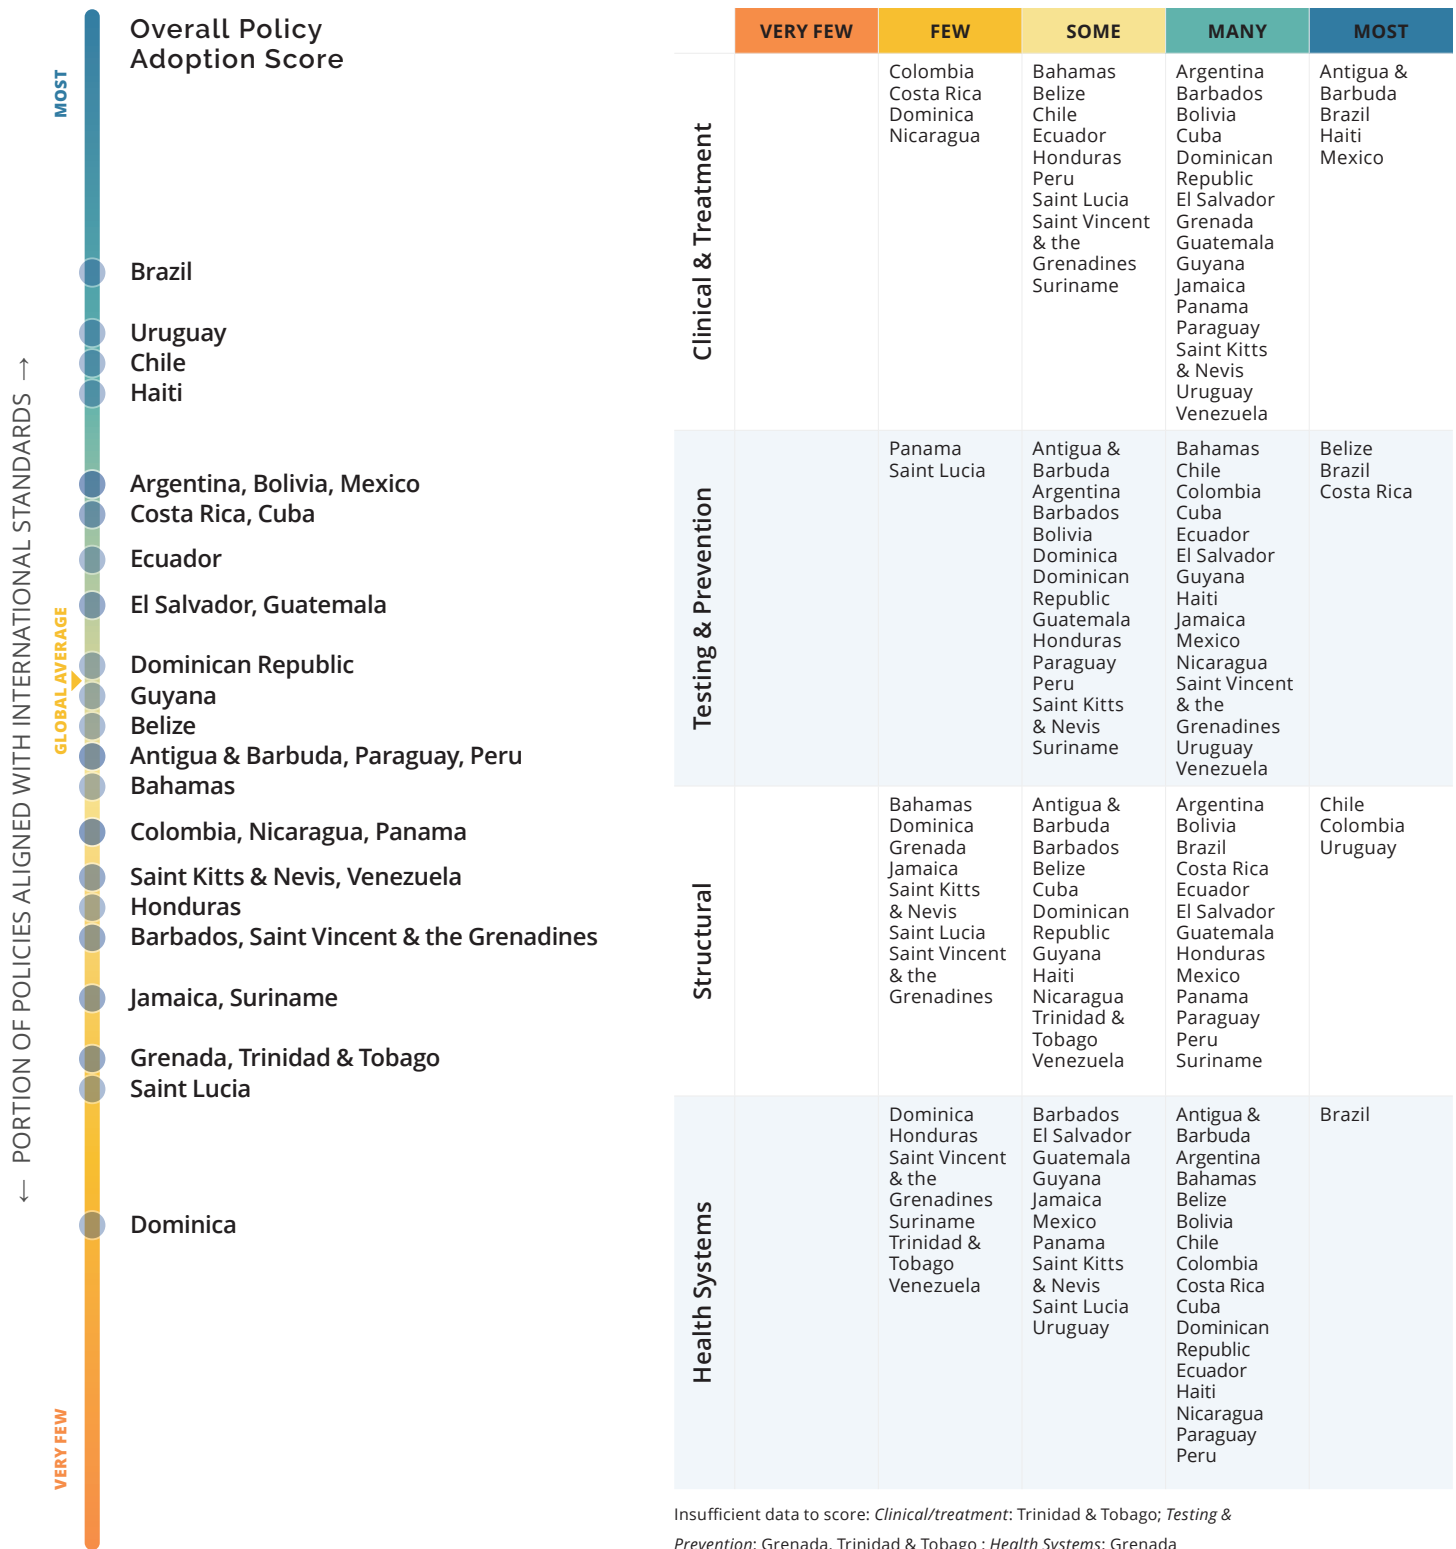 Overall Policy
Adoption Score
MOST
← PORTION OF POLICIES ALIGNED WITH INTERNATIONAL STANDARDS →
GLOBAL AVERAGE
VERY FEW
Brazil
Uruguay
Chile
Haiti
Argentina, Bolivia, Mexico
Costa Rica, Cuba
Ecuador
El Salvador, Guatemala
Dominican Republic
Guyana
Belize
Antigua & Barbuda, Paraguay, Peru
Bahamas
Colombia, Nicaragua, Panama
Saint Kitts & Nevis, Venezuela
Honduras
Barbados, Saint Vincent & the Grenadines
Jamaica, Suriname
Grenada, Trinidad & Tobago
Saint Lucia
Dominica
VERY FEW
FEW
SOME
MANY
MOST
Clinical & Treatment
Colombia
Costa Rica
Dominica
Nicaragua
Bahamas
Belize
Chile
Ecuador
Honduras
Peru
Saint Lucia
Saint Vincent
& the
Grenadines
Suriname
Argentina
Barbados
Bolivia
Cuba
Dominican
Republic
El Salvador
Grenada
Guatemala
Guyana
Jamaica
Panama
Paraguay
Saint Kitts
& Nevis
Uruguay
Venezuela
Antigua &
Barbuda
Brazil
Haiti
Mexico
Testing & Prevention
Panama
Saint Lucia
Antigua &
Barbuda
Argentina
Barbados
Bolivia
Dominica
Dominican
Republic
Guatemala
Honduras
Paraguay
Peru
Saint Kitts
& Nevis
Suriname
Bahamas
Chile
Colombia
Cuba
Ecuador
El Salvador
Guyana
Haiti
Jamaica
Mexico
Nicaragua
Saint Vincent
& the
Grenadines
Uruguay
Venezuela
Belize
Brazil
Costa Rica
Structural
Bahamas
Dominica
Grenada
Jamaica
Saint Kitts
& Nevis
Saint Lucia
Saint Vincent
& the
Grenadines
Antigua &
Barbuda
Barbados
Belize
Cuba
Dominican
Republic
Guyana
Haiti
Nicaragua
Trinidad &
Tobago
Venezuela
Argentina
Bolivia
Brazil
Costa Rica
Ecuador
El Salvador
Guatemala
Honduras
Mexico
Panama
Paraguay
Peru
Suriname
Chile
Colombia
Uruguay
Health Systems
Dominica
Honduras
Saint Vincent
& the
Grenadines
Suriname
Trinidad &
Tobago
Venezuela
Barbados
El Salvador
Guatemala
Guyana
Jamaica
Mexico
Panama
Saint Kitts
& Nevis
Saint Lucia
Uruguay
Antigua &
Barbuda
Argentina
Bahamas
Belize
Bolivia
Chile
Colombia
Costa Rica
Cuba
Dominican
Republic
Ecuador
Haiti
Nicaragua
Paraguay
Peru
Brazil
Insufficient data to score: Clinical/treatment: Trinidad & Tobago; Testing &
Prevention: Grenada, Trinidad & Tobago ; Health Systems: Grenada